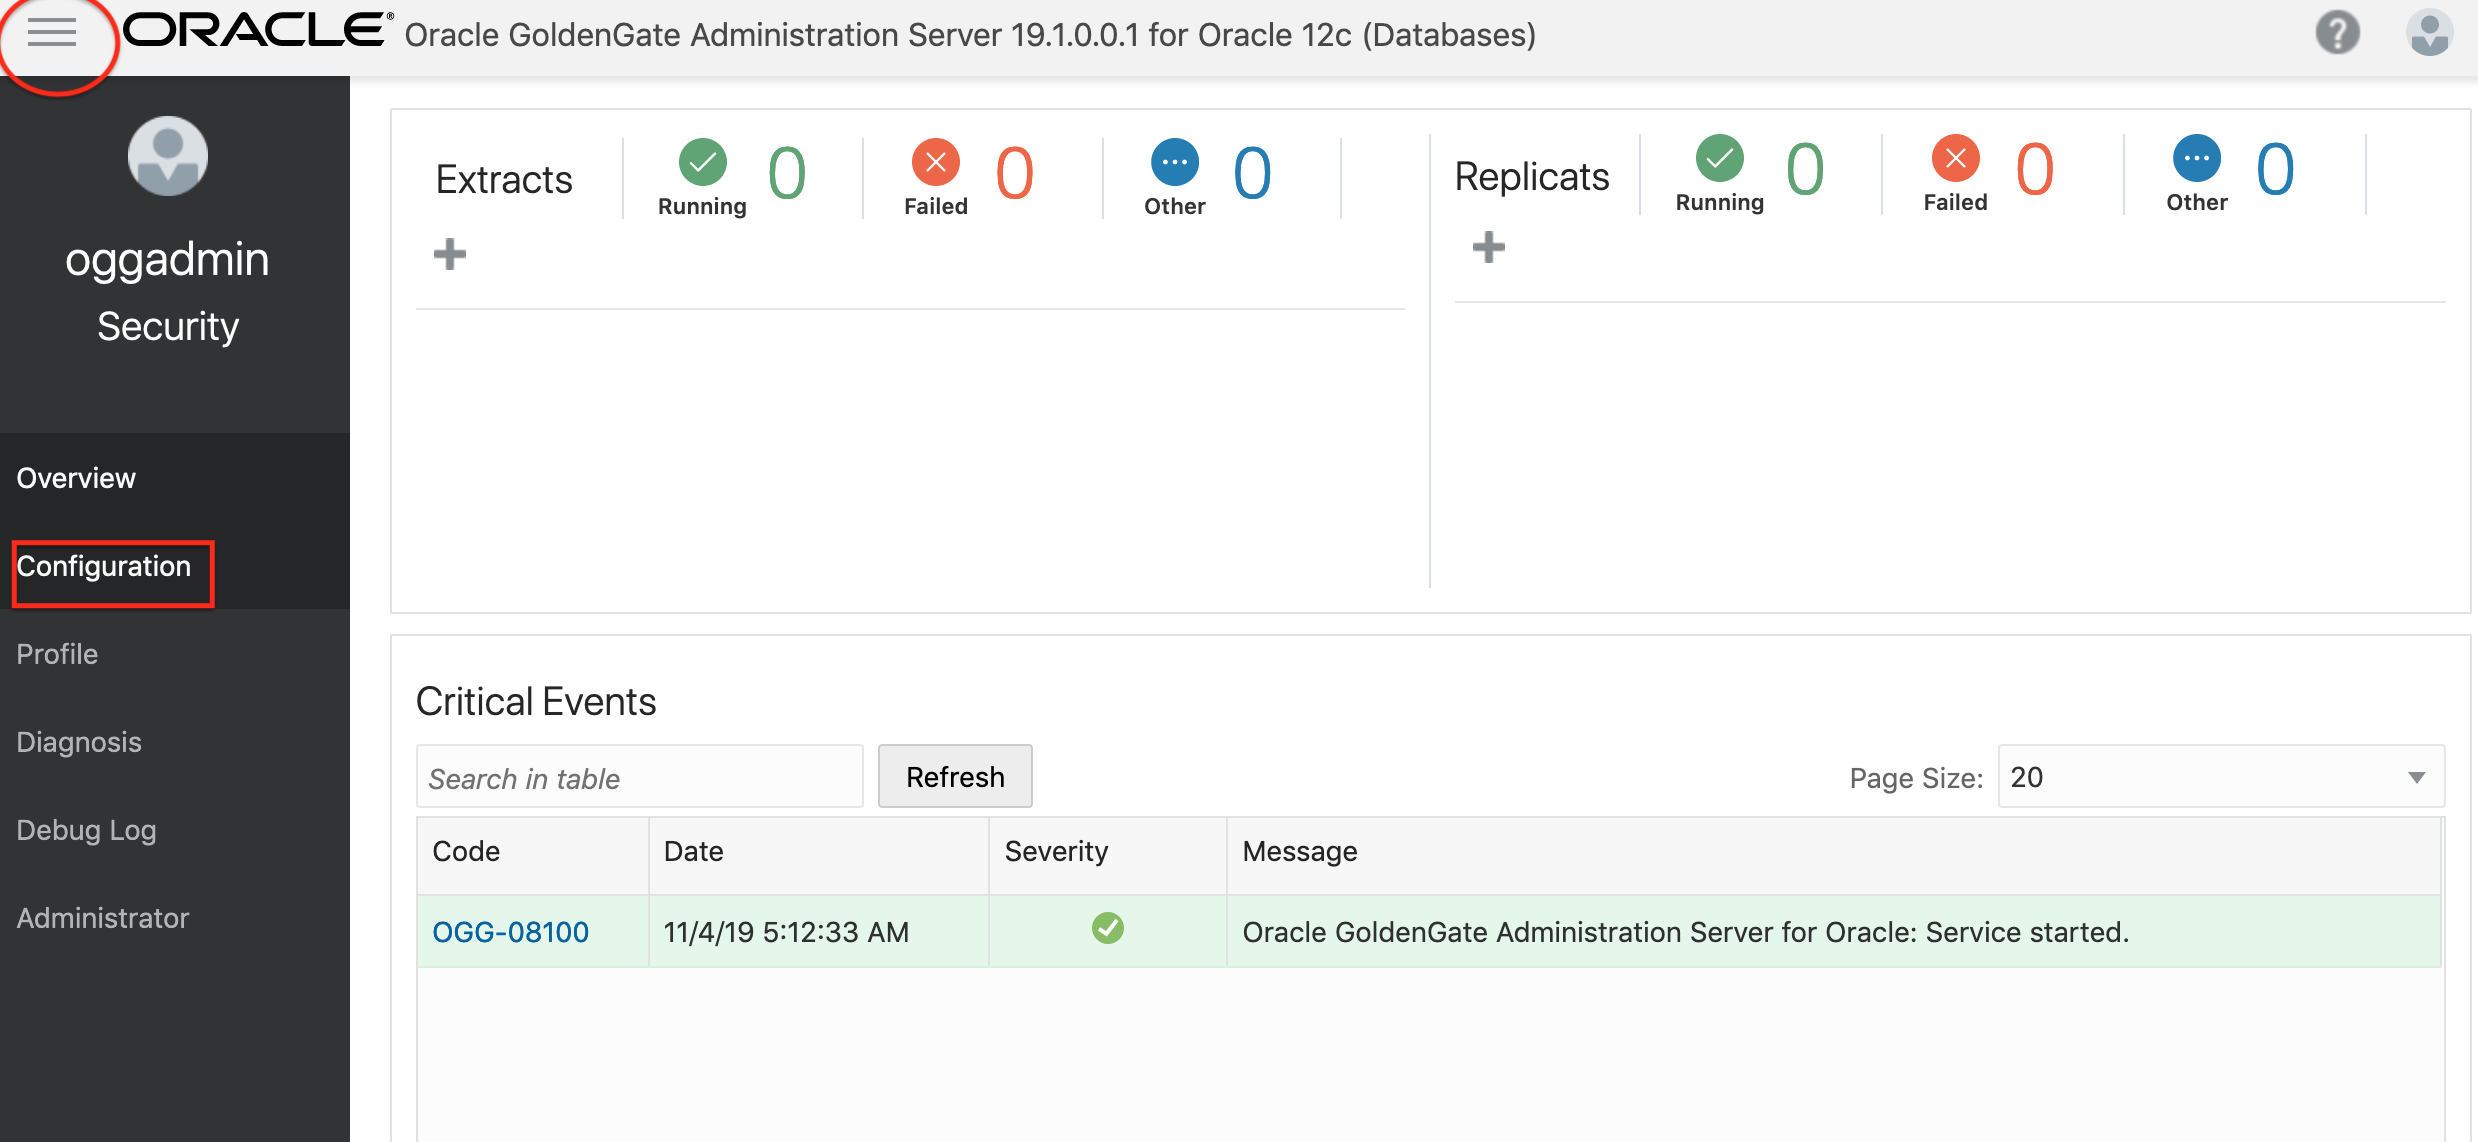 ORACLE® Oracle GoldenGate Administration Server 19.1.0.0.1 for Oracle 12c (Databases)
?
oggadmin
Security
Overview
Configuration
Profile
Diagnosis
Debug Log
Administrator
Extracts
Running 0
Failed 0
Other 0
Replicats
Running 0
Failed 0
Other 0
Critical Events
Search in table
Refresh
Page Size: 20
Code Date Severity Message
OGG-08100 11/4/19 5:12:33 AM Oracle GoldenGate Administration Server for Oracle: Service started.